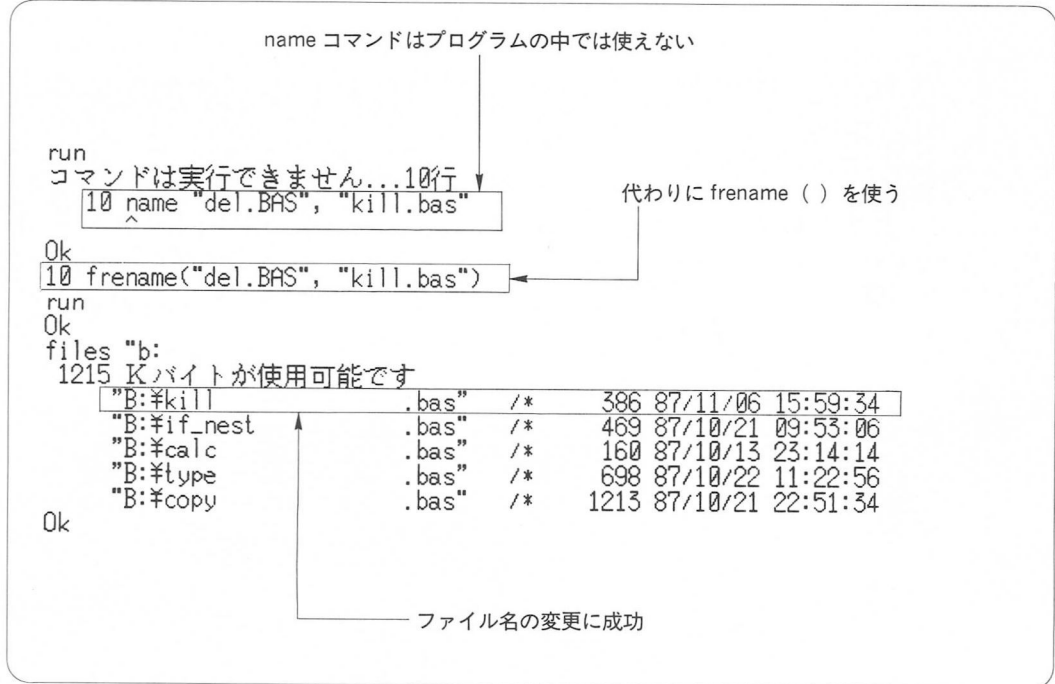 name コマンドはプログラムの中では使えない
run
コマンドは実行できません...10行
10 name "del.BAS", "kill.bas"
^
代わりに frename ( ) を使う
Ok
10 frename("del.BAS", "kill.bas")
run
Ok
files "b:
1215 Kバイトが使用可能です
"B:¥kill .bas" /* 386 87/11/06 15:59:34
"B:¥if_nest .bas" /* 469 87/10/21 09:53:06
"B:¥calc .bas" /* 160 87/10/13 23:14:14
"B:¥type .bas" /* 698 87/10/22 11:22:56
"B:¥copy .bas" /* 1213 87/10/21 22:51:34
Ok
ファイル名の変更に成功